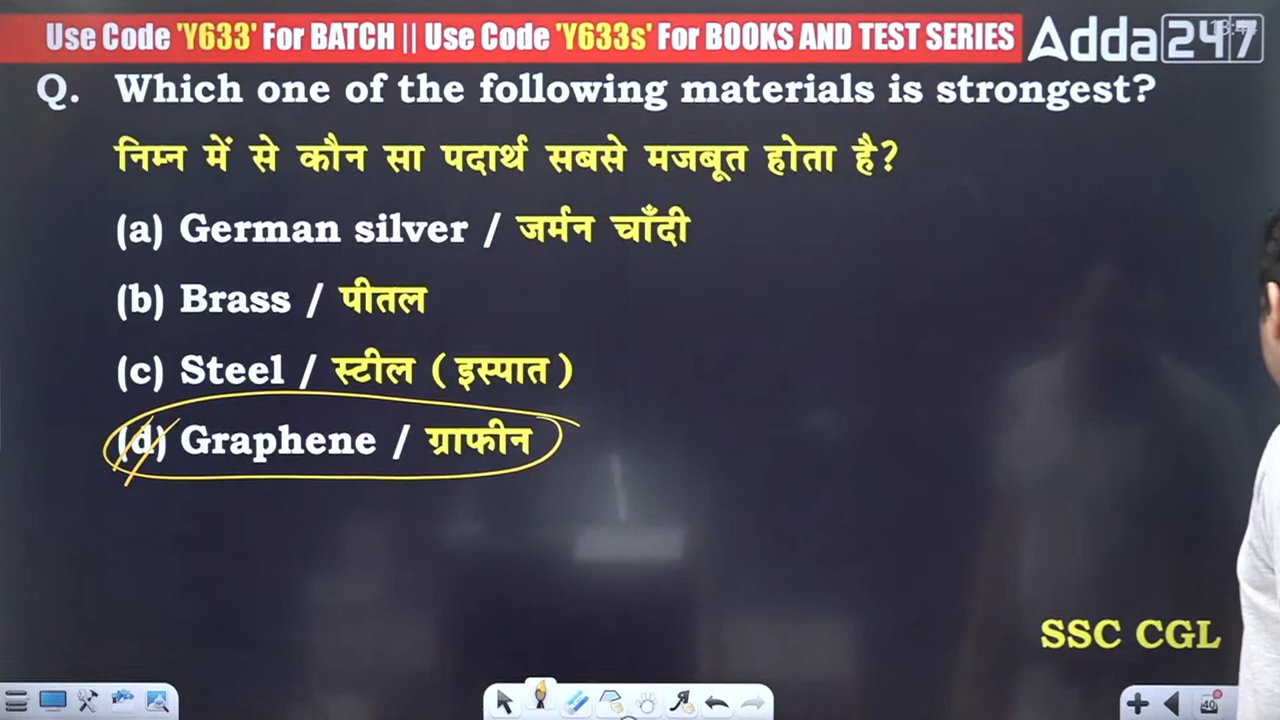 Use Code 'Y633' For BATCH || Use Code 'Y633s' For BOOKS AND TEST SERIES
Adda247
Q. Which one of the following materials is strongest?
निम्न में से कौन सा पदार्थ सबसे मजबूत होता है?
(a) German silver / जर्मन चाँदी
(b) Brass / पीतल
(c) Steel / स्टील ( इस्पात )
(d) Graphene / ग्राफीन
SSC CGL
40